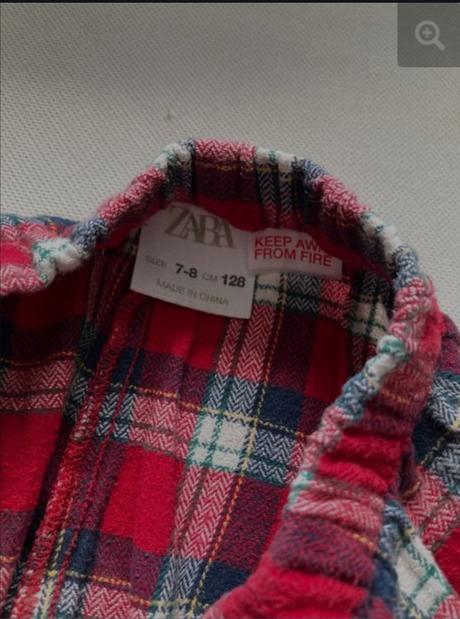 ZARA
SIZE 7-8 CM 128
MADE IN CHINA
KEEP
FROM FIRE